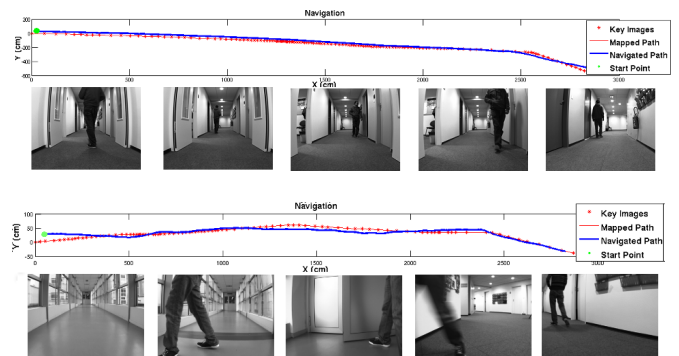 Navigation
200
0
-200
-400
-600
Y (cm)
0
500
1000
1500
2000
2500
3000
X (cm)
Key Images
Mapped Path
Navigated Path
Start Point
Navigation
100
50
0
-50
Y (cm)
0
500
1000
1500
2000
2500
X (cm)
Key Images
Mapped Path
Navigated Path
Start Point